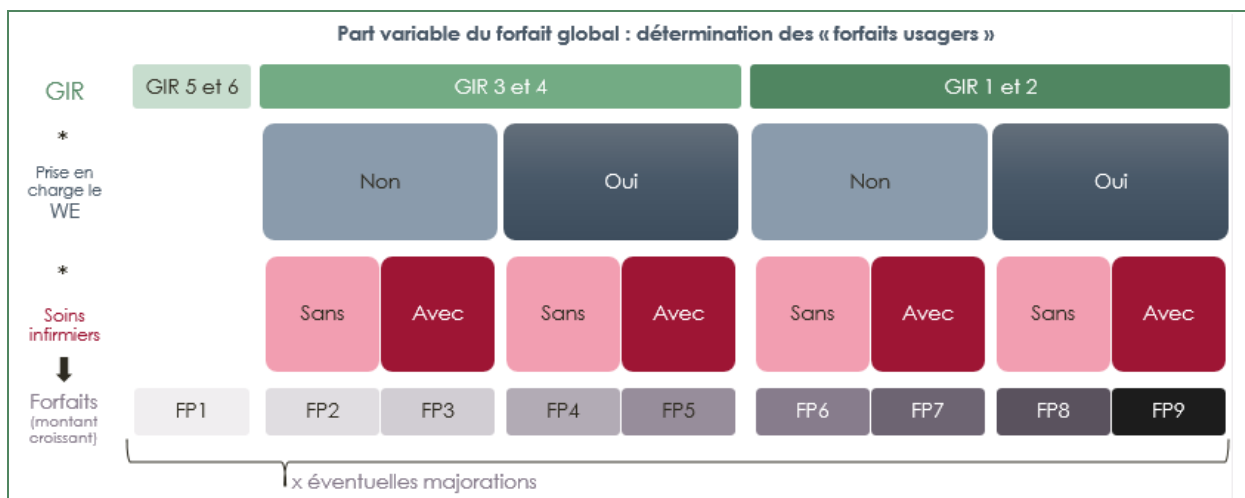 Part variable du forfait global : détermination des « forfaits usagers »
GIR
GIR 5 et 6
GIR 3 et 4
GIR 1 et 2
*
Prise en
charge le
WE
Non
Oui
Non
Oui
*
Soins
infirmiers
Sans
Avec
Sans
Avec
Sans
Avec
Sans
Avec
Forfaits
(montant
croissant)
FP1
FP2
FP3
FP4
FP5
FP6
FP7
FP8
FP9
x éventuelles majorations